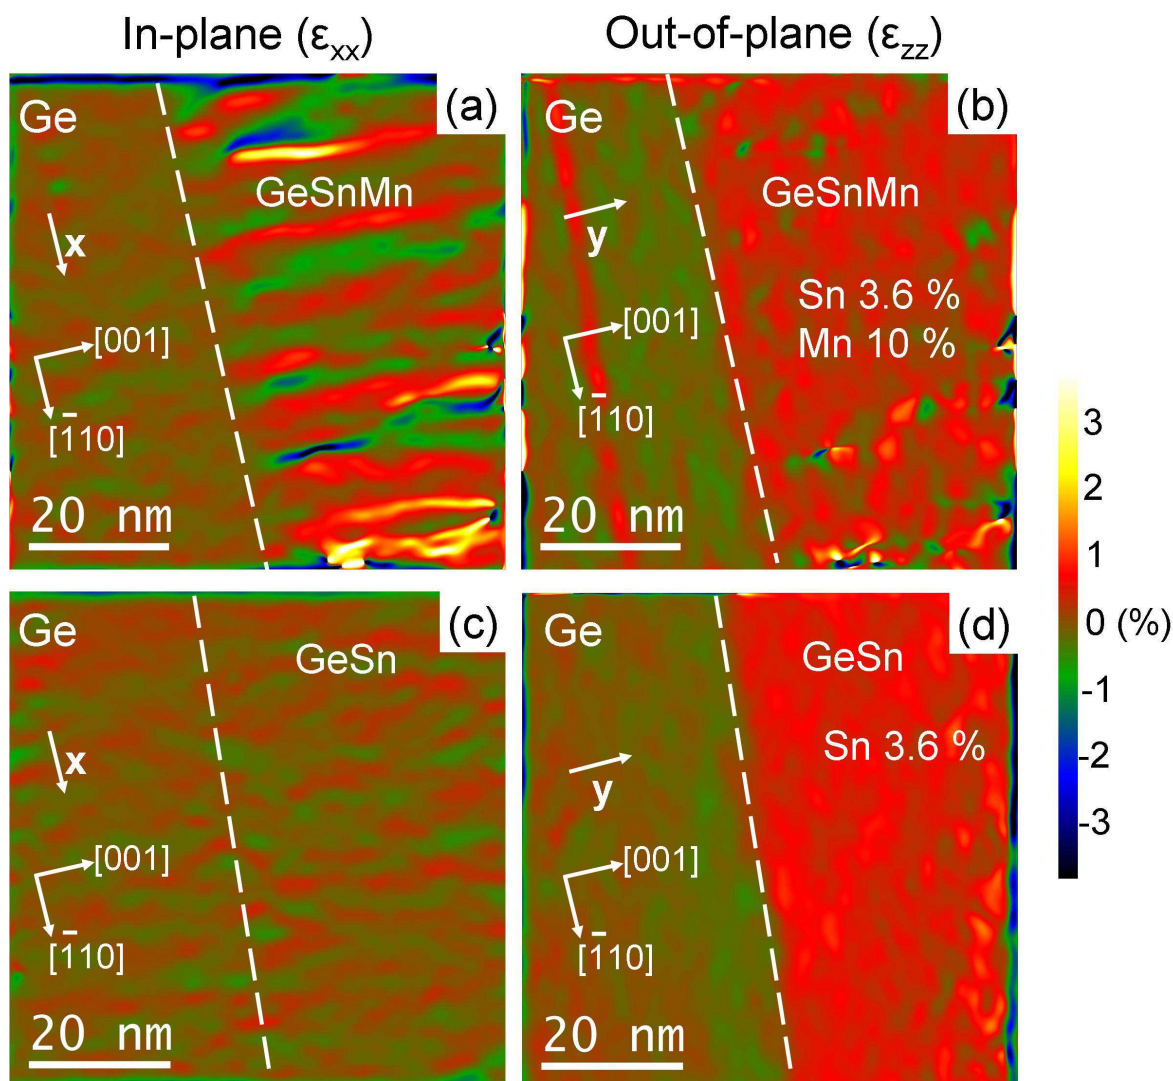 In-plane (εxx)
Out-of-plane (εzz)
Ge
(a)
GeSnMn
x
[001]
[1̄10]
20 nm
Ge
(b)
GeSnMn
y
Sn 3.6 %
Mn 10 %
[001]
[1̄10]
20 nm
Ge
(c)
GeSn
x
[001]
[1̄10]
20 nm
Ge
(d)
GeSn
Sn 3.6 %
y
[001]
[1̄10]
20 nm
3
2
1
0 (%)
-1
-2
-3